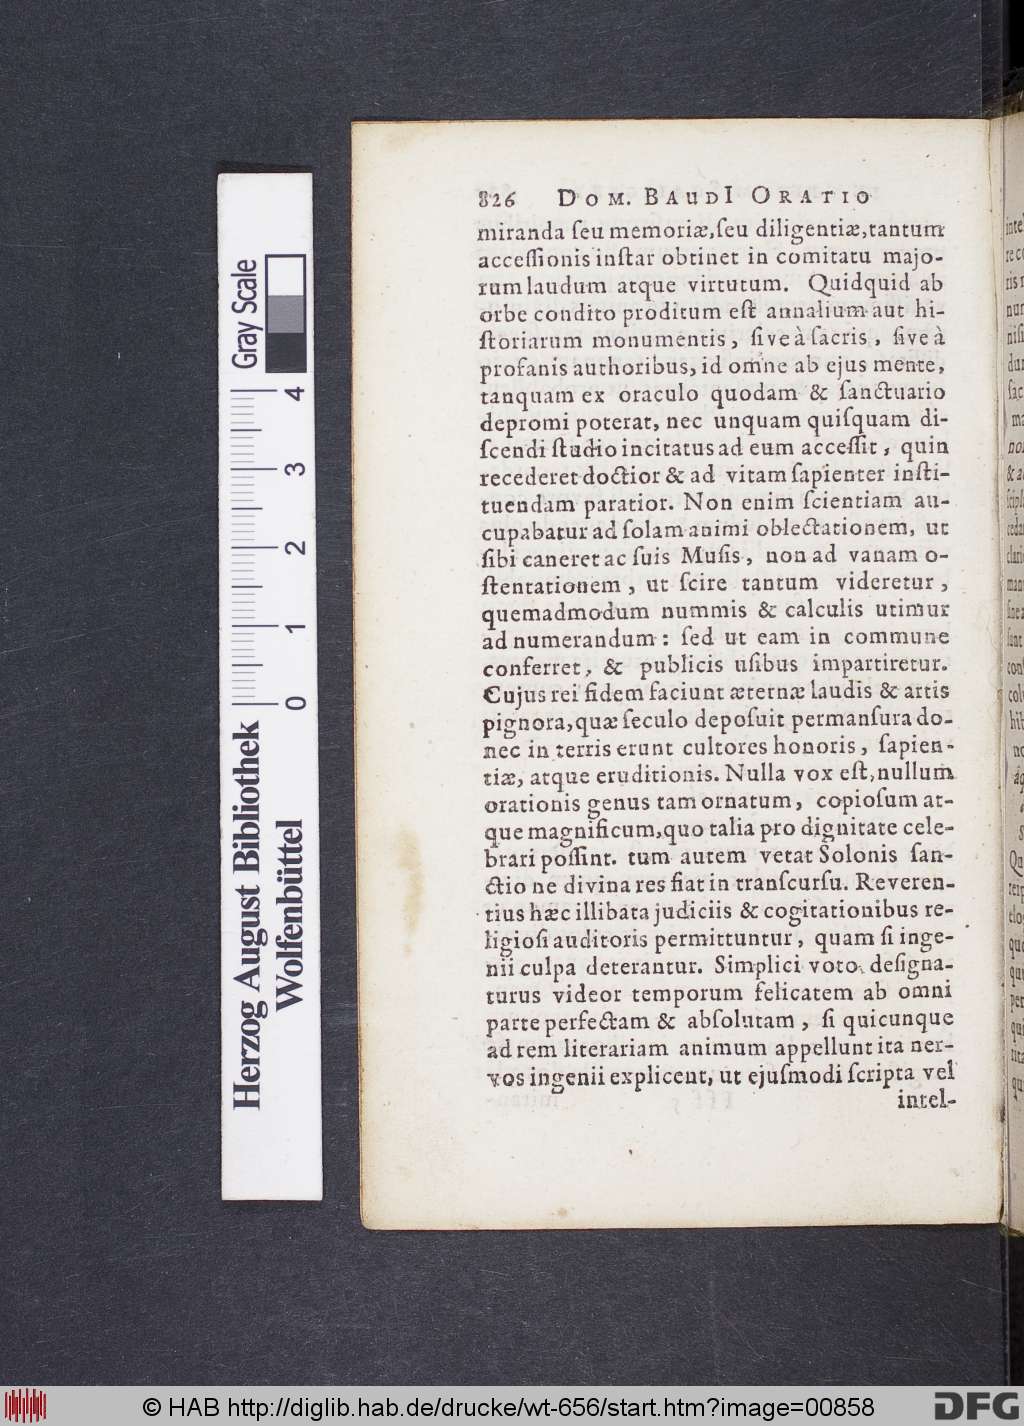 826 DOM. BAUDI ORATIO
miranda ſeu memoriæ, ſeu diligentiæ, tantum
acceſſionis inſtar obtinet in comitatu majo-
rum laudum atque virtutum. Quidquid ab
orbe condito proditum eſt annalium aut hi-
ſtoriarum monumentis, ſive à ſacris, ſive à
profanis authoribus, id omne ab ejus mente,
tanquam ex oraculo quodam & ſanctuario
depromi poterat, nec unquam quiſquam di-
ſcendi ſtudio incitatus ad eum acceſſit, quin
recederet doctior & ad vitam ſapienter inſti-
tuendam paratior. Non enim ſcientiam au-
cupabatur ad ſolam animi oblectationem, ut
ſibi caneret ac ſuis Muſis, non ad vanam o-
ſtentationem, ut ſcire tantum videretur,
quemadmodum nummis & calculis utimur
ad numerandum: ſed ut eam in commune
conferret, & publicis uſibus impartiretur.
Cujus rei fidem faciunt æternæ laudis & artis
pignora, quæ ſeculo depoſuit permanſura do-
nec in terris erunt cultores honoris, ſapien-
tiæ, atque eruditionis. Nulla vox eſt, nullum
orationis genus tam ornatum, copioſum at-
que magnificum, quo talia pro dignitate cele-
brari poſſint. tum autem vetat Solonis ſan-
ctio ne divina res fiat in tranſcurſu. Reveren-
tius hæc illibata judiciis & cogitationibus re-
ligioſi auditoris permittuntur, quam ſi inge-
nii culpa deterantur. Simplici voto deſigna-
turus videor temporum felicatem ab omni
parte perfectam & abſolutam, ſi quicunque
ad rem literariam animum appellunt ita ner-
vos ingenii explicent, ut ejuſmodi ſcripta vel
intel-
Herzog August Bibliothek
Wolfenbüttel
0 1 2 3 4
Gray Scale
© HAB http://diglib.hab.de/drucke/wt-656/start.htm?image=00858
DFG